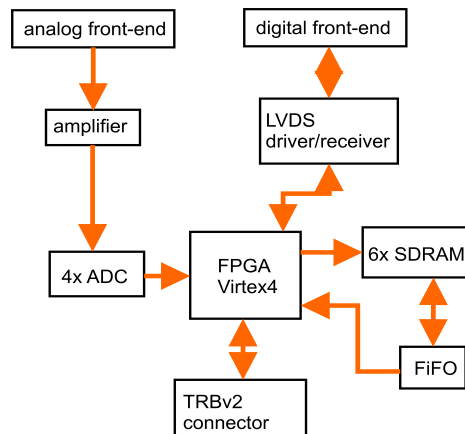 analog front-end
digital front-end
amplifier
LVDS
driver/receiver
4x ADC
FPGA
Virtex4
6x SDRAM
FiFO
TRBv2
connector